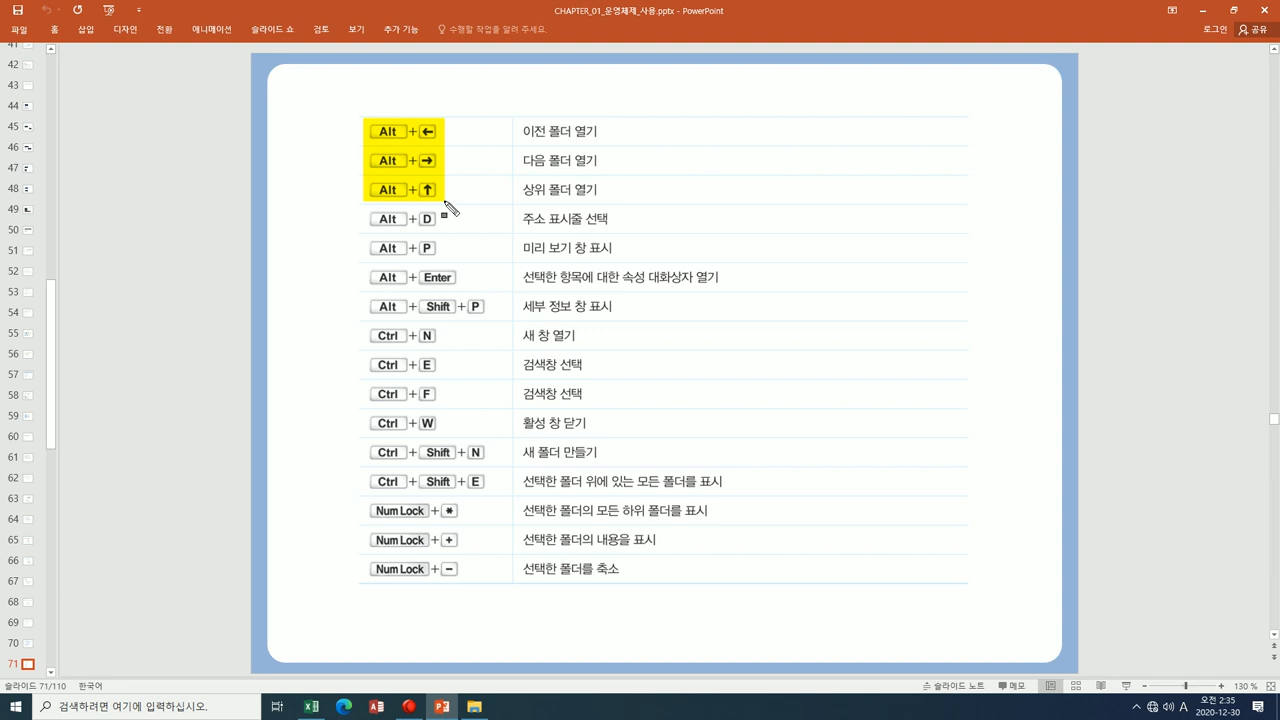 CHAPTER_01_운영체제_사용.pptx - PowerPoint
파일 홈 삽입 디자인 전환 애니메이션 슬라이드 쇼 검토 보기 추가 기능 수행할 작업을 알려 주세요. 로그인 공유
41
42
43
44
45
46
47
48
49
50
51
52
53
54
55
56
57
58
59
60
61
62
63
64
65
66
67
68
69
70
71
Alt + ← 이전 폴더 열기
Alt + → 다음 폴더 열기
Alt + ↑ 상위 폴더 열기
Alt + D 주소 표시줄 선택
Alt + P 미리 보기 창 표시
Alt + Enter 선택한 항목에 대한 속성 대화상자 열기
Alt + Shift + P 세부 정보 창 표시
Ctrl + N 새 창 열기
Ctrl + E 검색창 선택
Ctrl + F 검색창 선택
Ctrl + W 활성 창 닫기
Ctrl + Shift + N 새 폴더 만들기
Ctrl + Shift + E 선택한 폴더 위에 있는 모든 폴더를 표시
Num Lock + * 선택한 폴더의 모든 하위 폴더를 표시
Num Lock + + 선택한 폴더의 내용을 표시
Num Lock + − 선택한 폴더를 축소
슬라이드 71/110 한국어 슬라이드 노트 메모 130 %
검색하려면 여기에 입력하십시오. A 오전 2:35
2020-12-30